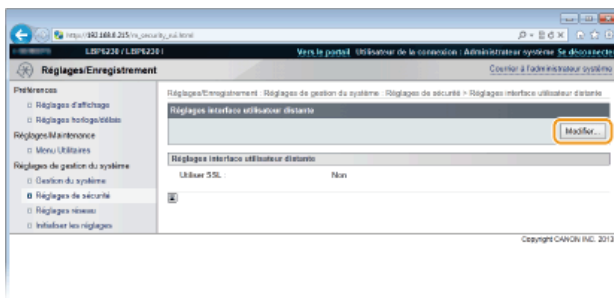 http://192.168.0.215/m_security_rui.html
LBP6230 / LBP6230
Vers le portail Utilisateur de la connexion : Administrateur système Se déconnecter
Réglages/Enregistrement
Courrier à l'administrateur système
Préférences
Réglages d'affichage
Réglages horloge/délais
Réglages/Maintenance
Menu Utilitaires
Réglages de gestion du système
Gestion du système
Réglages de sécurité
Réglages réseau
Initialiser les réglages
Réglages/Enregistrement : Réglages de gestion du système : Réglages de sécurité > Réglages interface utilisateur distante
Réglages interface utilisateur distante
Modifier...
Réglages interface utilisateur distante
Utiliser SSL : Non
Copyright CANON INC. 2013